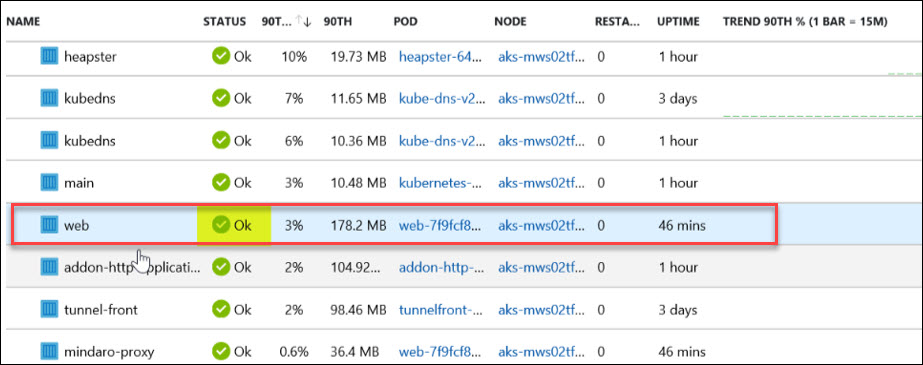 NAME STATUS 90T... ↑↓ 90TH POD NODE RESTA... UPTIME TREND 90TH % (1 BAR = 15M)
heapster Ok 10% 19.73 MB heapster-64... aks-mws02tf... 0 1 hour
kubedns Ok 7% 11.65 MB kube-dns-v2... aks-mws02tf... 0 3 days
kubedns Ok 6% 10.36 MB kube-dns-v2... aks-mws02tf... 0 1 hour
main Ok 3% 10.48 MB kubernetes-... aks-mws02tf... 0 1 hour
web Ok 3% 178.2 MB web-7f9fcf8... aks-mws02tf... 0 46 mins
addon-http-applicati... Ok 2% 104.92... addon-http-... aks-mws02tf... 0 1 hour
tunnel-front Ok 2% 98.46 MB tunnelfront-... aks-mws02tf... 0 3 days
mindaro-proxy Ok 0.6% 36.4 MB web-7f9fcf8... aks-mws02tf... 0 46 mins